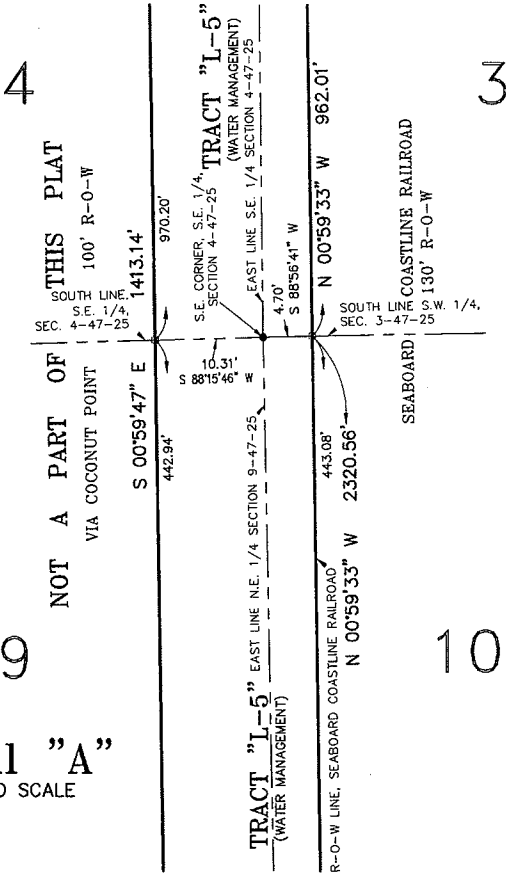 4
3
9
10
TRACT "L-5"
(WATER MANAGEMENT)
EAST LINE S.E. 1/4 SECTION 4-47-25
S.E. CORNER, S.E. 1/4,
SECTION 4-47-25
THIS PLAT
100' R-O-W
1413.14'
970.20'
SOUTH LINE,
S.E. 1/4,
SEC. 4-47-25
N 00°59'33" W 962.01'
4.70'
S 88°56'41" W
COASTLINE RAILROAD
130' R-O-W
SOUTH LINE S.W. 1/4,
SEC. 3-47-25
SEABOARD
10.31'
S 88°15'46" W
NOT A PART OF
VIA COCONUT POINT
S 00°59'47" E
442.94'
EAST LINE N.E. 1/4 SECTION 9-47-25
TRACT "L-5"
(WATER MANAGEMENT)
443.08'
2320.56'
N 00°59'33" W
R-O-W LINE, SEABOARD COASTLINE RAILROAD
"A"
SCALE